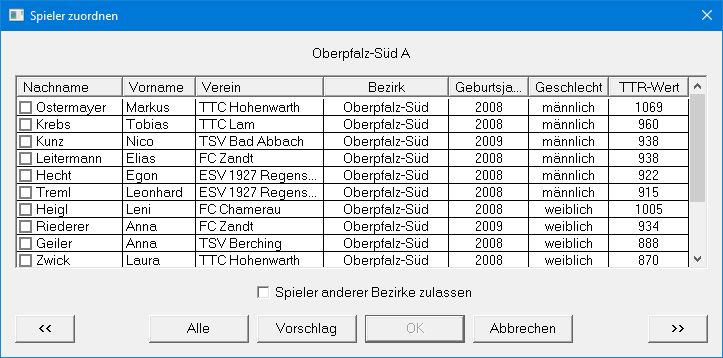 Spieler zuordnen
Oberpfalz-Süd A
Nachname Vorname Verein Bezirk Geburtsja... Geschlecht TTR-Wert
Ostermayer Markus TTC Hohenwarth Oberpfalz-Süd 2008 männlich 1069
Krebs Tobias TTC Lam Oberpfalz-Süd 2008 männlich 960
Kunz Nico TSV Bad Abbach Oberpfalz-Süd 2009 männlich 938
Leitermann Elias FC Zandt Oberpfalz-Süd 2008 männlich 938
Hecht Egon ESV 1927 Regens... Oberpfalz-Süd 2008 männlich 922
Treml Leonhard ESV 1927 Regens... Oberpfalz-Süd 2008 männlich 915
Heigl Leni FC Chamerau Oberpfalz-Süd 2008 weiblich 1005
Riederer Anna FC Zandt Oberpfalz-Süd 2009 weiblich 934
Geiler Anna TSV Berching Oberpfalz-Süd 2008 weiblich 888
Zwick Laura TTC Hohenwarth Oberpfalz-Süd 2008 weiblich 870
Spieler anderer Bezirke zulassen
<< Alle Vorschlag OK Abbrechen >>